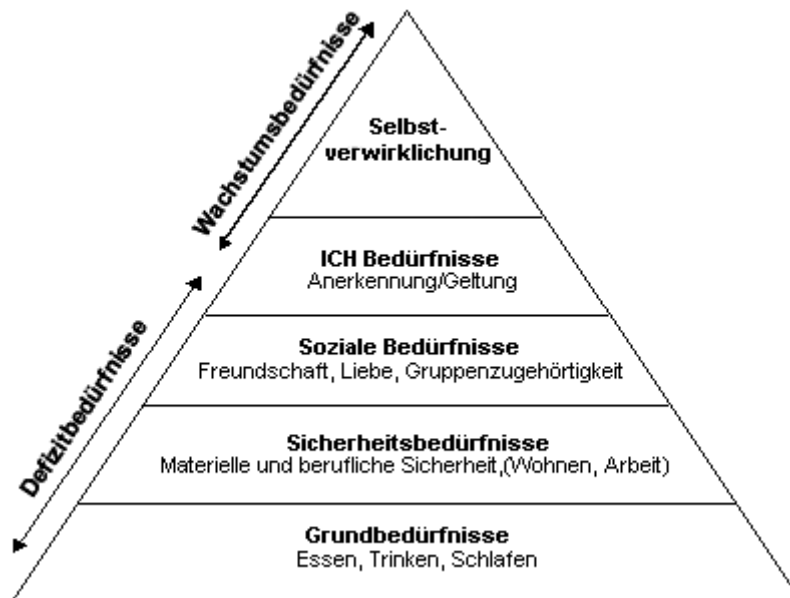 Wachstumsbedürfnisse
Selbst-
verwirklichung
ICH Bedürfnisse
Anerkennung/Geltung
Defizitbedürfnisse
Soziale Bedürfnisse
Freundschaft, Liebe, Gruppenzugehörtigkeit
Sicherheitsbedürfnisse
Materielle und berufliche Sicherheit,(Wohnen, Arbeit)
Grundbedürfnisse
Essen, Trinken, Schlafen